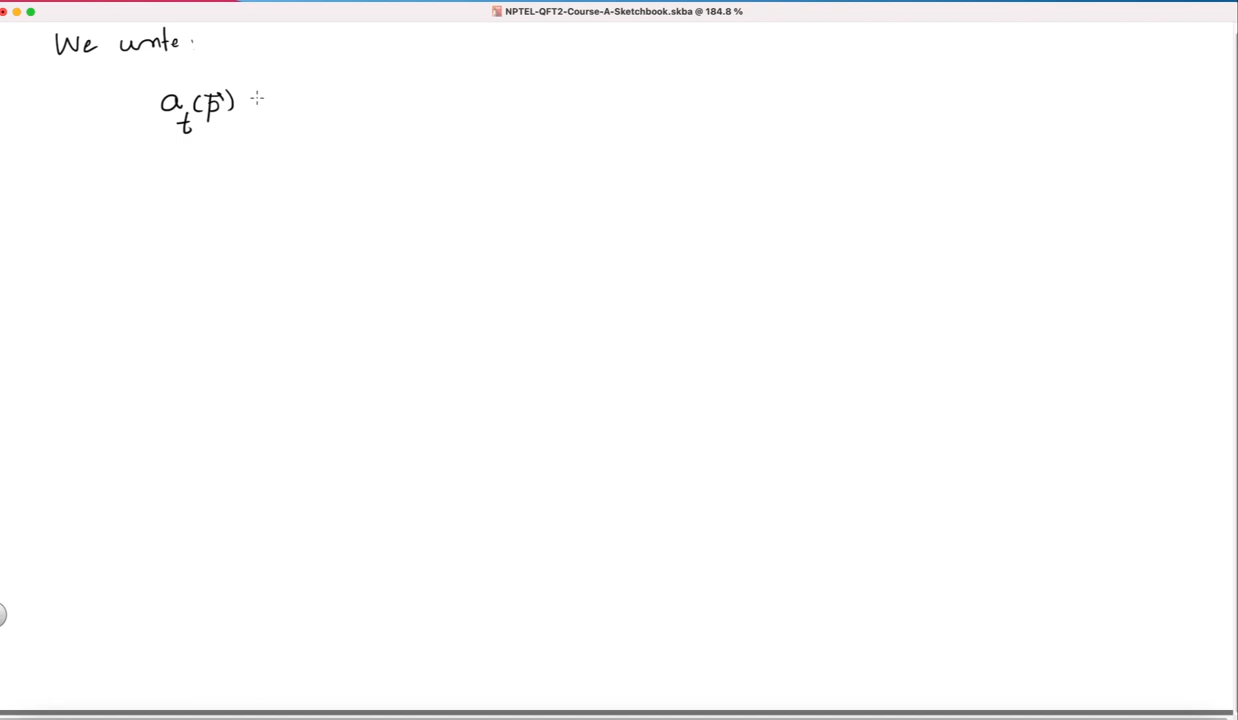 NPTEL-QFT2-Course-A-Sketchbook.skba @ 184.8 %
We write:
a_t(p⃗)